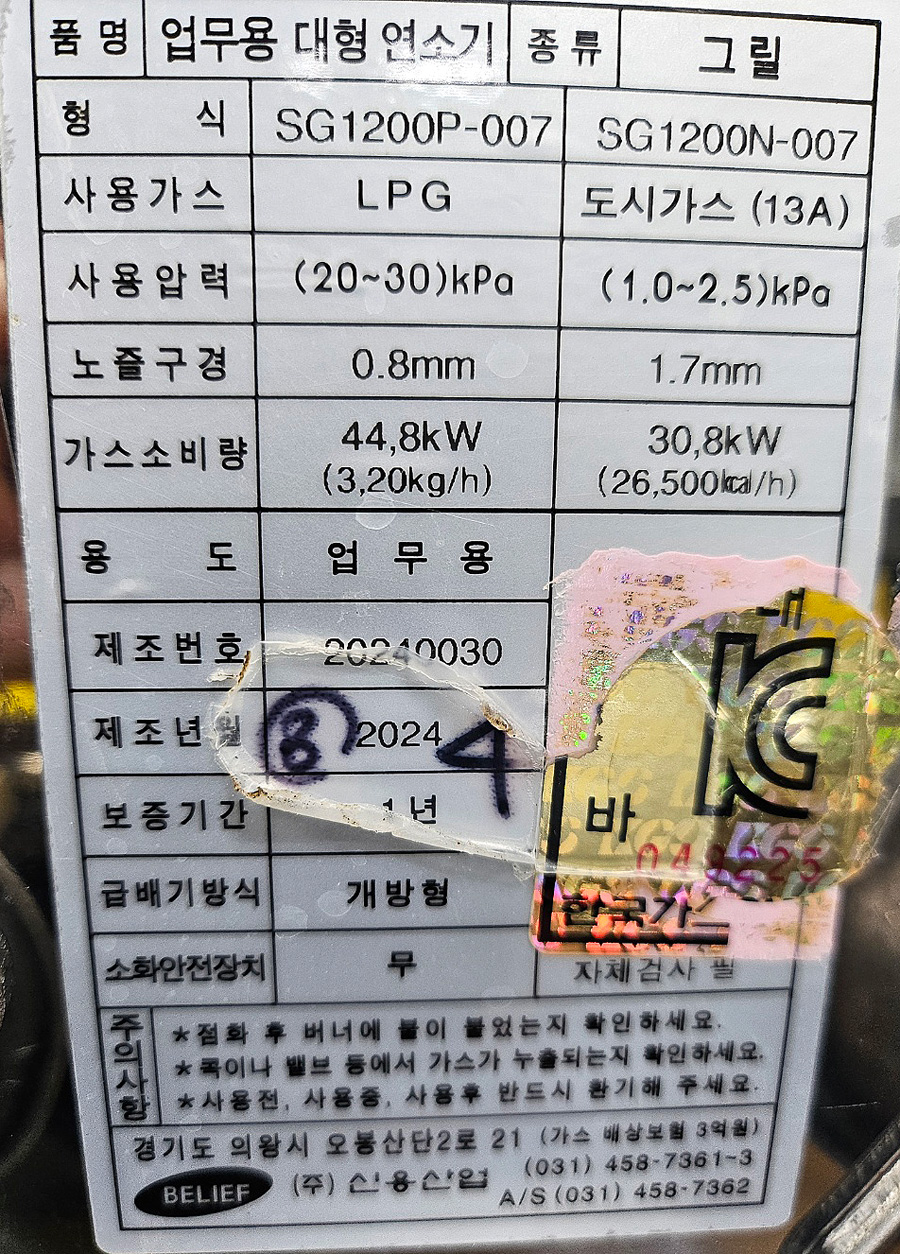 품 명 업무용 대형 연소기 종 류 그 릴
형 식 SG1200P-007 SG1200N-007
사용가스 LPG 도시가스 (13A)
사용압력 (20~30)kPa (1.0~2.5)kPa
노즐구경 0.8mm 1.7mm
가스소비량 44,8kW 30,8kW
(3,20kg/h) (26,500kcal/h)
용 도 업 무 용
제조번호 20240030
제조년월 ⑧ 2024 4
보증기간 1년
바
KC
049225
급배기방식 개방형
한국가스
소화안전장치 무 자체검사 필
주의사항
*점화 후 버너에 불이 붙었는지 확인하세요.
*콕이나 밸브 등에서 가스가 누출되는지 확인하세요.
*사용전, 사용중, 사용후 반드시 환기해 주세요.
경기도 의왕시 오봉산단2로 21 (가스 배상보험 3억원)
BELIEF (주) 신용산업 (031) 458-7361~3
A/S (031) 458-7362